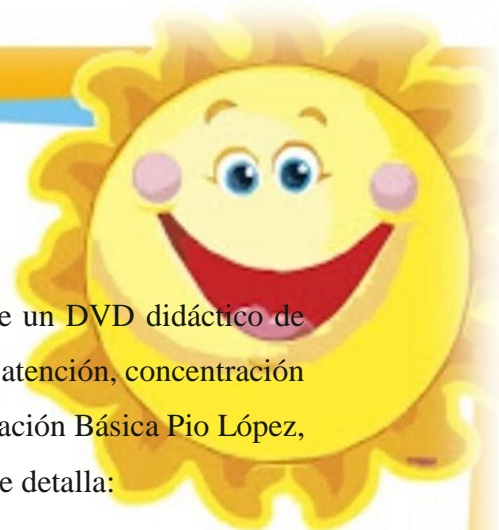 e un DVD didáctico de
atención, concentración
ación Básica Pio López,
e detalla: